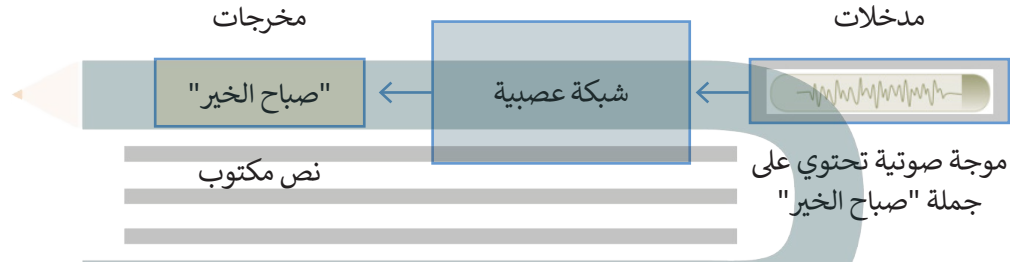 مدخلات
مخرجات
شبكة عصبية
"صباح الخير"
موجة صوتية تحتوي على
جملة "صباح الخير"
نص مكتوب